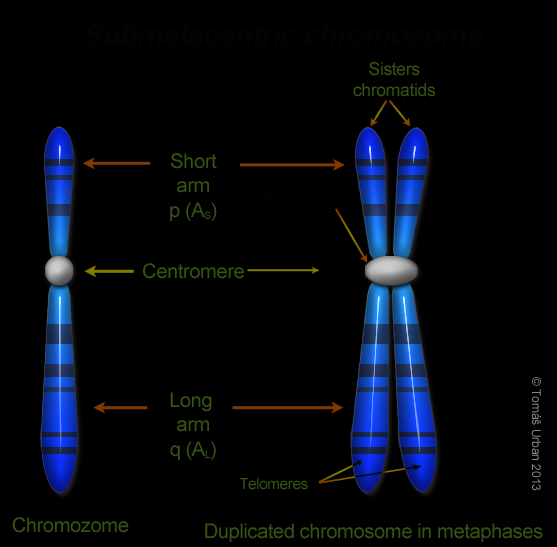 Submetacentric chromosome
Sisters
chromatids
Short
arm
p (As)
Centromere
Long
arm
q (AL)
Telomeres
© Tomáš Urban 2013
Chromozome
Duplicated chromosome in metaphases